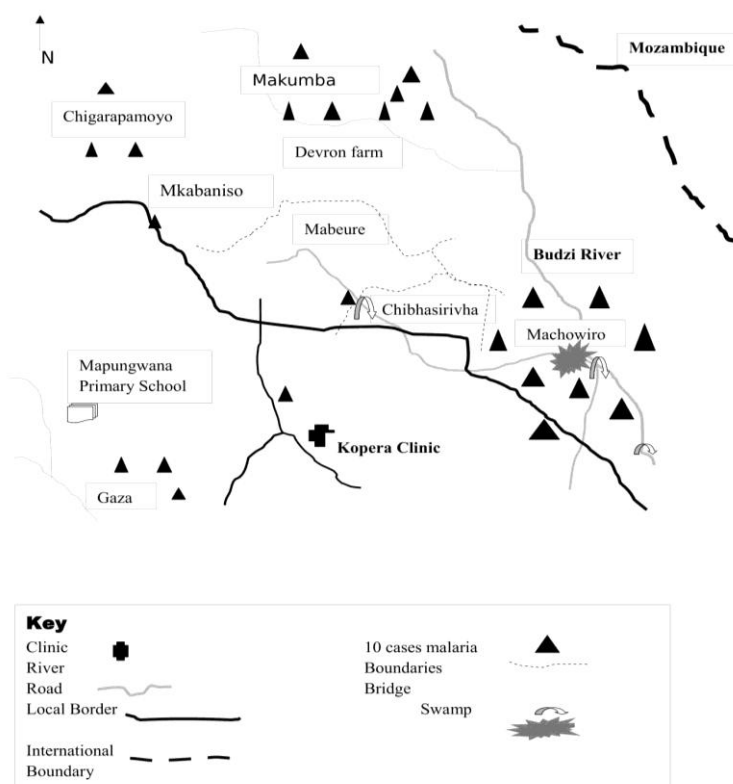 N
Mozambique
Makumba
Chigarapamoyo
Devron farm
Mkabaniso
Mabeure
Budzi River
Chibhasirivha
Machowiro
Mapungwana
Primary School
Kopera Clinic
Gaza
Key
Clinic
River
Road
Local Border
International
Boundary
10 cases malaria
Boundaries
Bridge
Swamp